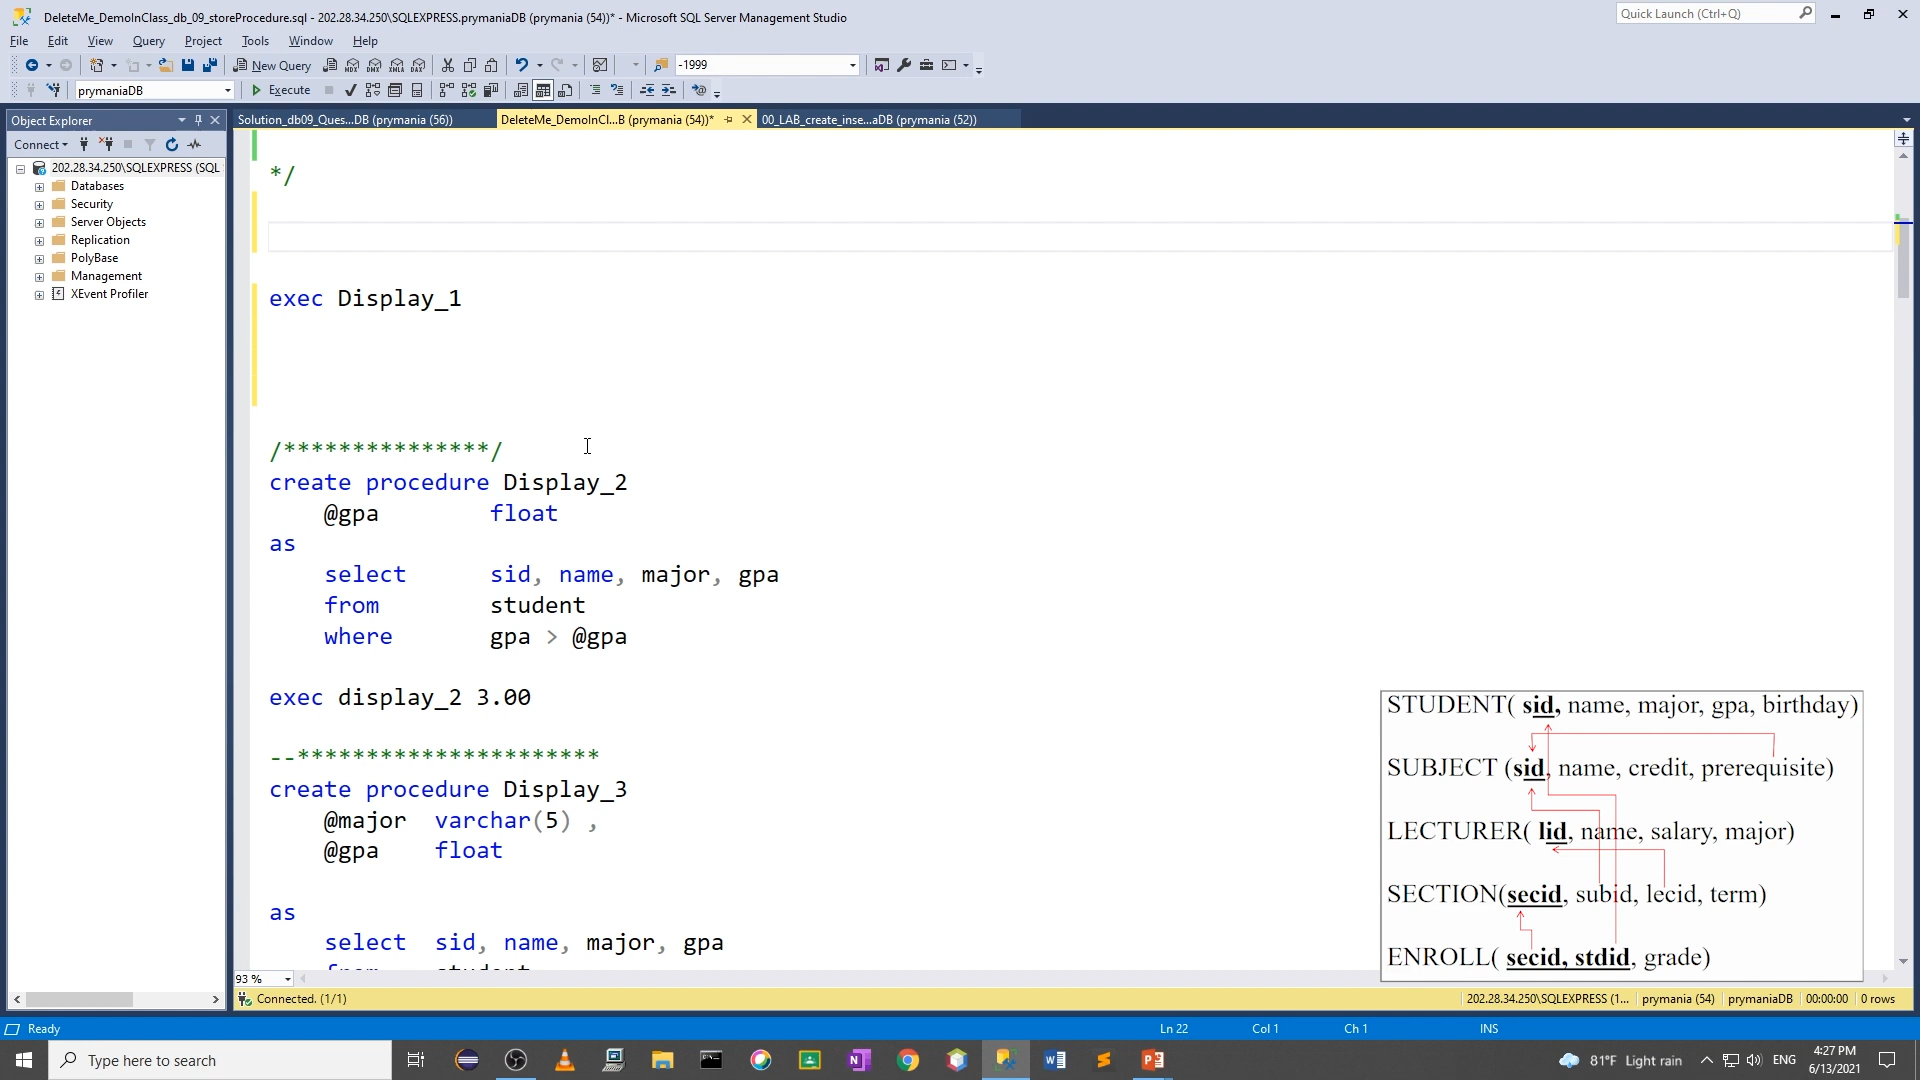 DeleteMe_DemoInClass_db_09_storeProcedure.sql - 202.28.34.250\SQLEXPRESS.prymaniaDB (prymania (54))* - Microsoft SQL Server Management Studio
Quick Launch (Ctrl+Q)
File Edit View Query Project Tools Window Help
New Query
MDX DMX XMLA DAX
-1999
prymaniaDB
Execute
Object Explorer
Solution_db09_Ques...DB (prymania (56))
DeleteMe_DemoInCl...B (prymania (54))*
00_LAB_create_inse...aDB (prymania (52))
Connect
202.28.34.250\SQLEXPRESS (SQL
Databases
Security
Server Objects
Replication
PolyBase
Management
XEvent Profiler
*/
exec Display_1
/***************/
create procedure Display_2
@gpa float
as
select sid, name, major, gpa
from student
where gpa > @gpa
exec display_2 3.00
--**********************
create procedure Display_3
@major varchar(5) ,
@gpa float
as
select sid, name, major, gpa
from student
STUDENT( sid, name, major, gpa, birthday)
SUBJECT (sid, name, credit, prerequisite)
LECTURER( lid, name, salary, major)
SECTION(secid, subid, lecid, term)
ENROLL( secid, stdid, grade)
93 %
Connected. (1/1)
202.28.34.250\SQLEXPRESS (1... prymania (54) prymaniaDB 00:00:00 0 rows
Ready
Ln 22 Col 1 Ch 1 INS
Type here to search
81°F Light rain
ENG
4:27 PM
6/13/2021